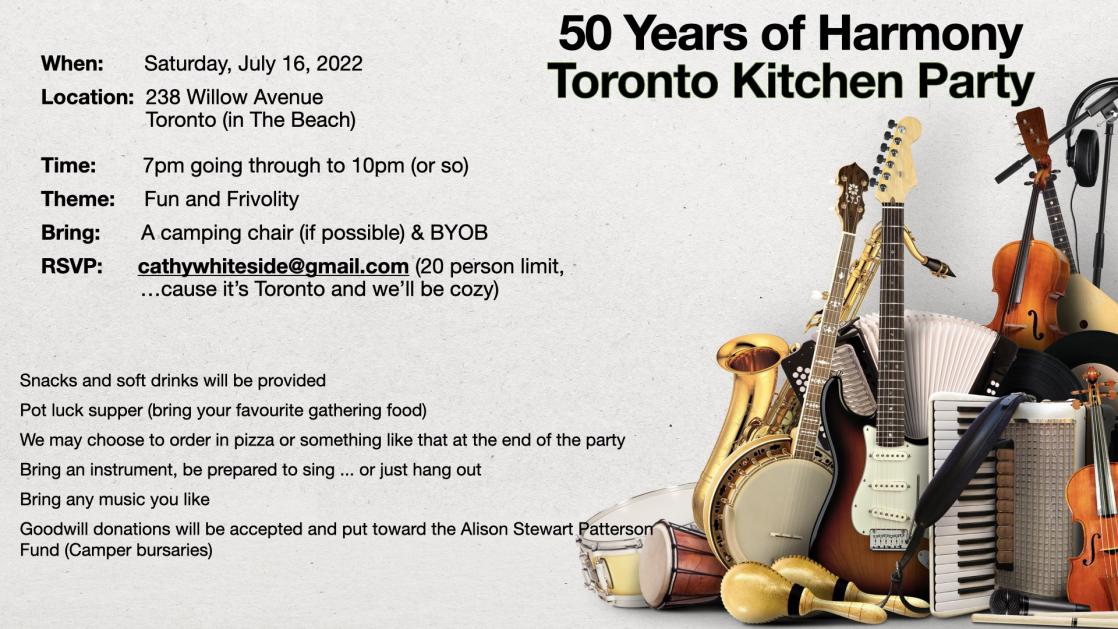 50 Years of Harmony
Toronto Kitchen Party
When: Saturday, July 16, 2022
Location: 238 Willow Avenue
Toronto (in The Beach)
Time: 7pm going through to 10pm (or so)
Theme: Fun and Frivolity
Bring: A camping chair (if possible) & BYOB
RSVP: cathywhiteside@gmail.com (20 person limit,
…cause it’s Toronto and we’ll be cozy)
Snacks and soft drinks will be provided
Pot luck supper (bring your favourite gathering food)
We may choose to order in pizza or something like that at the end of the party
Bring an instrument, be prepared to sing ... or just hang out
Bring any music you like
Goodwill donations will be accepted and put toward the Alison Stewart Patterson
Fund (Camper bursaries)